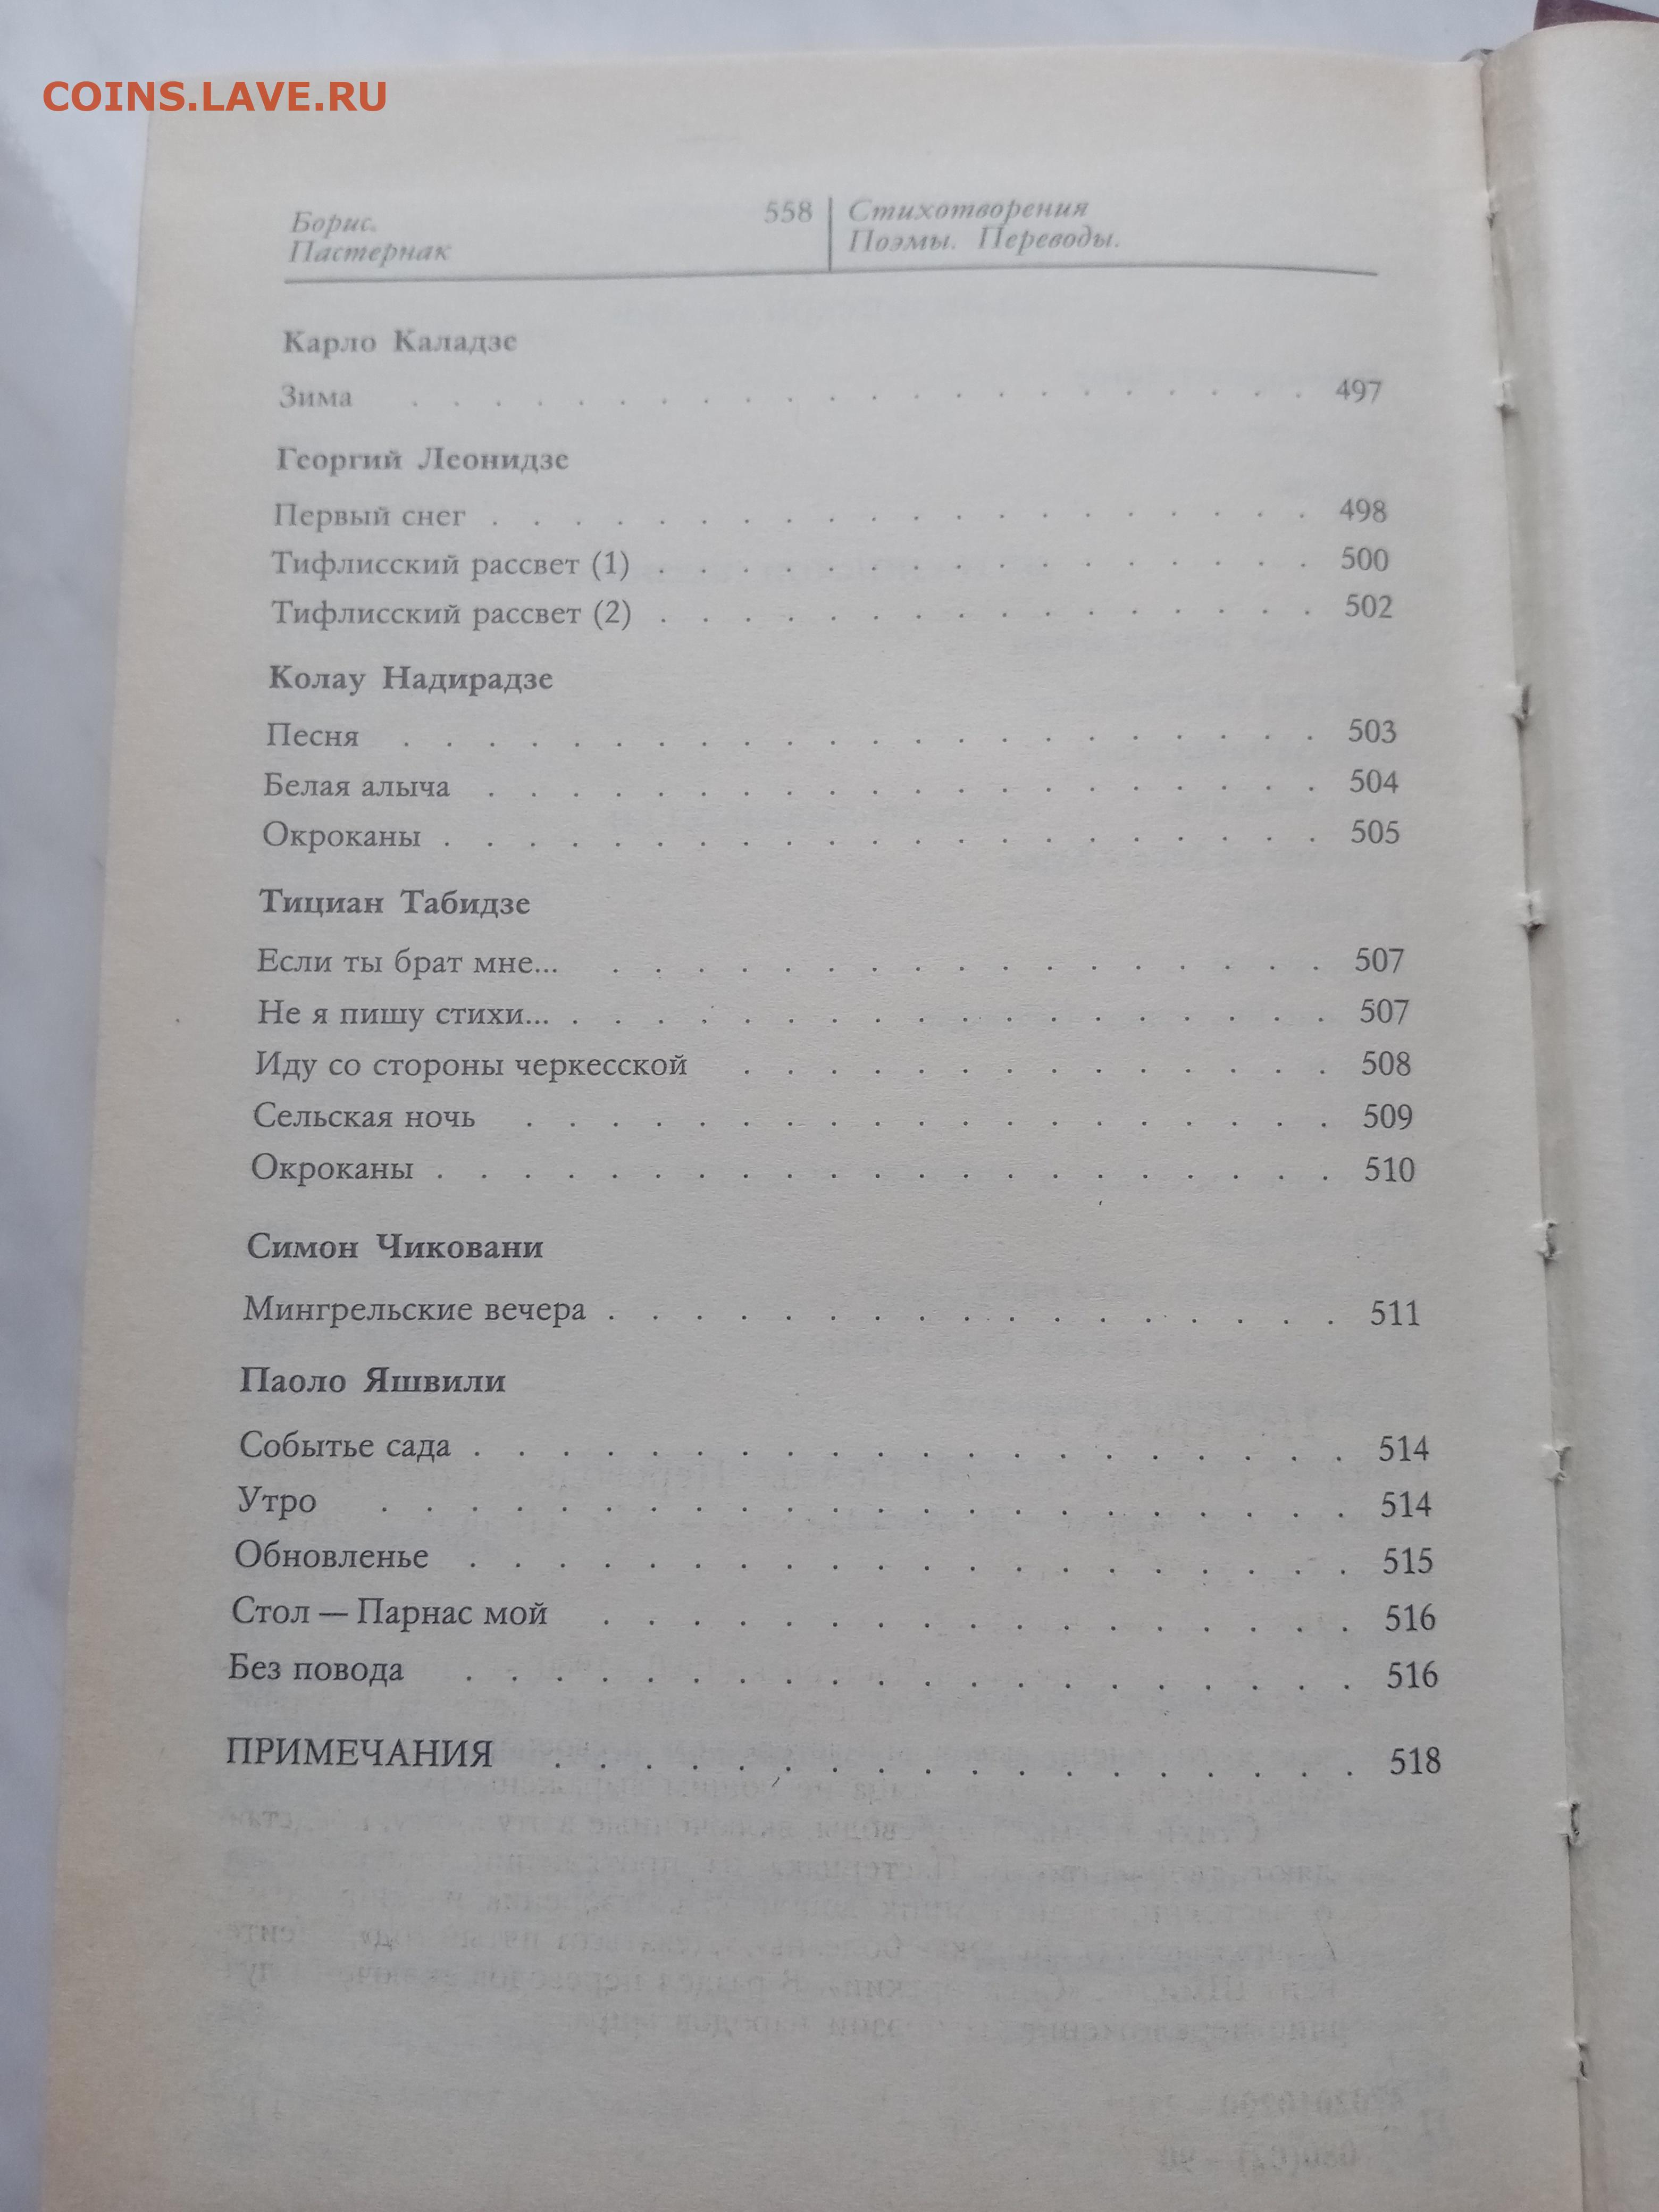 COINS.LAVE.RU
Борис.
Пастернак
558
Стихотворения
Поэмы. Переводы.
Карло Каладзе
Зима . . . . . . . . . . . . . . . . . . . . . . 497
Георгий Леонидзе
Первый снег . . . . . . . . . . . . . . . . . . . . 498
Тифлисский рассвет (1) . . . . . . . . . . . . . . . . 500
Тифлисский рассвет (2) . . . . . . . . . . . . . . . . 502
Колау Надирадзе
Песня . . . . . . . . . . . . . . . . . . . . . . 503
Белая алыча . . . . . . . . . . . . . . . . . . . . 504
Окроканы . . . . . . . . . . . . . . . . . . . . . 505
Тициан Табидзе
Если ты брат мне... . . . . . . . . . . . . . . . . . 507
Не я пишу стихи... . . . . . . . . . . . . . . . . . . 507
Иду со стороны черкесской . . . . . . . . . . . . . . 508
Сельская ночь . . . . . . . . . . . . . . . . . . . 509
Окроканы . . . . . . . . . . . . . . . . . . . . . 510
Симон Чиковани
Мингрельские вечера . . . . . . . . . . . . . . . . . 511
Паоло Яшвили
Событье сада . . . . . . . . . . . . . . . . . . . . 514
Утро . . . . . . . . . . . . . . . . . . . . . . 514
Обновленье . . . . . . . . . . . . . . . . . . . . 515
Стол — Парнас мой . . . . . . . . . . . . . . . . . 516
Без повода . . . . . . . . . . . . . . . . . . . . 516
ПРИМЕЧАНИЯ . . . . . . . . . . . . . . . . . . . 518